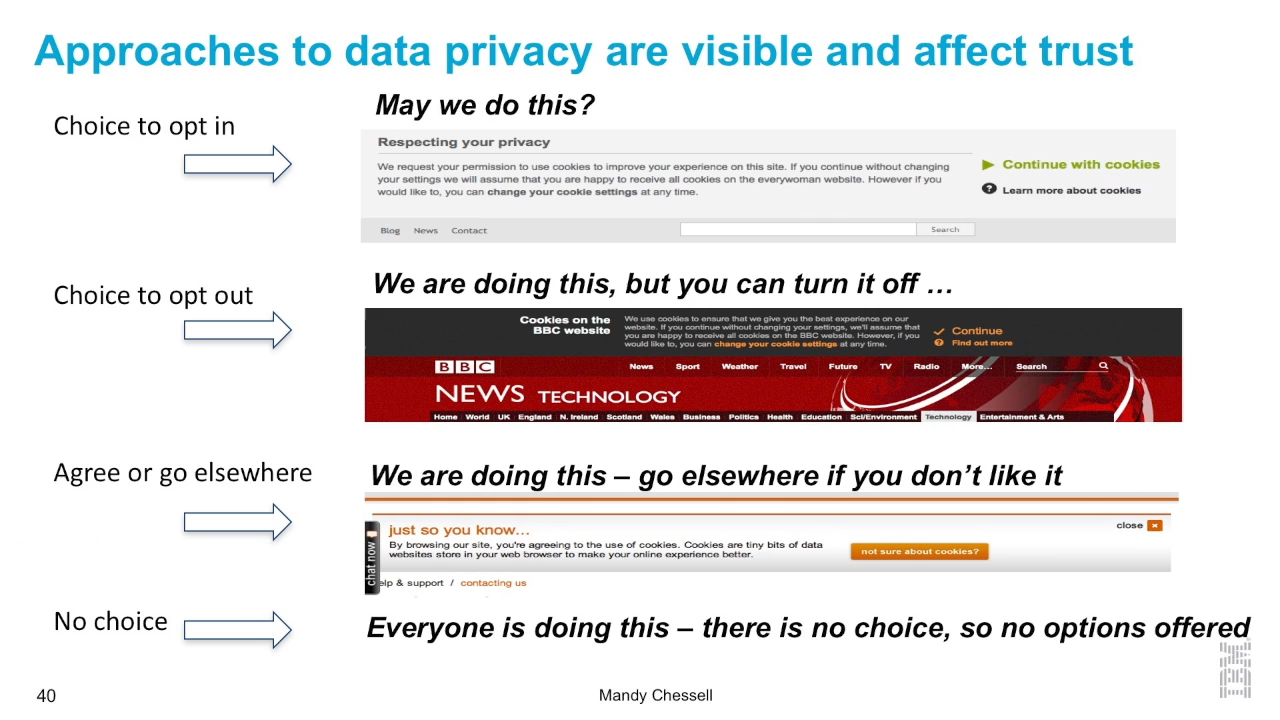 Approaches to data privacy are visible and affect trust
Choice to opt in
May we do this?
Respecting your privacy
We request your permission to use cookies to improve your experience on this site. If you continue without changing
your settings we will assume that you are happy to receive all cookies on the everywoman website. However if you
would like to, you can change your cookie settings at any time.
Continue with cookies
Learn more about cookies
Blog News Contact
Search
Choice to opt out
We are doing this, but you can turn it off …
Cookies on the
BBC website
We use cookies to ensure that we give you the best experience on our
website. If you continue without changing your settings, we'll assume that
you are happy to receive all cookies on the BBC website. However, if you
would like to, you can change your cookie settings at any time.
Continue
Find out more
BBC
News Sport Weather Travel Future TV Radio More... Search
NEWS TECHNOLOGY
Home World UK England N. Ireland Scotland Wales Business Politics Health Education Sci/Environment Technology Entertainment & Arts
Agree or go elsewhere
We are doing this – go elsewhere if you don’t like it
close
just so you know...
By browsing our site, you're agreeing to the use of cookies. Cookies are tiny bits of data
websites store in your web browser to make your online experience better.
not sure about cookies?
chat now
elp & support / contacting us
No choice
Everyone is doing this – there is no choice, so no options offered
IBM
40
Mandy Chessell